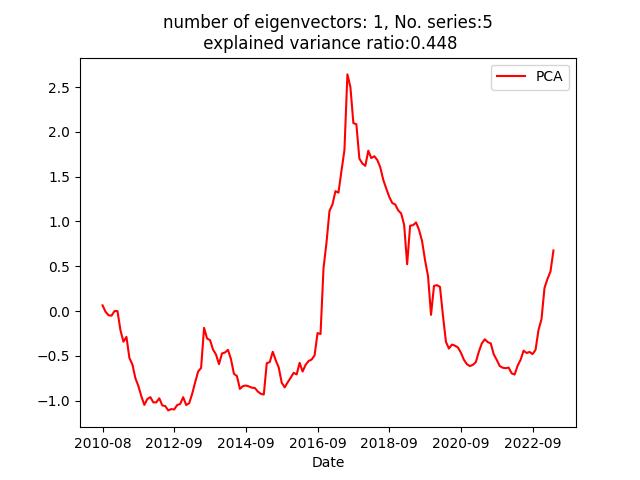 number of eigenvectors: 1, No. series:5
explained variance ratio:0.448
PCA
2.5
2.0
1.5
1.0
0.5
0.0
−0.5
−1.0
2010-08 2012-09 2014-09 2016-09 2018-09 2020-09 2022-09
Date